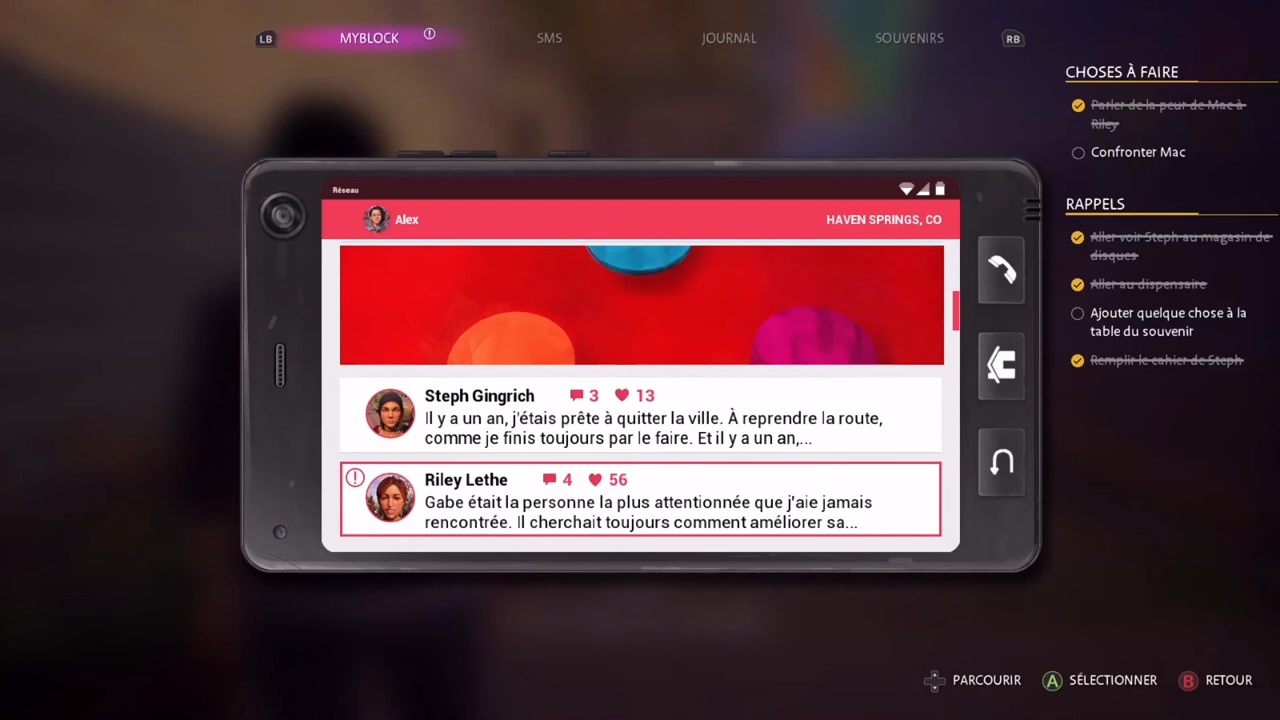 LB MYBLOCK SMS JOURNAL SOUVENIRS RB
Réseau
Alex HAVEN SPRINGS, CO
Steph Gingrich 3 13
Il y a un an, j'étais prête à quitter la ville. À reprendre la route,
comme je finis toujours par le faire. Et il y a un an,...
Riley Lethe 4 56
Gabe était la personne la plus attentionnée que j'aie jamais
rencontrée. Il cherchait toujours comment améliorer sa...
CHOSES À FAIRE
Parler de la peur de Mac à
Riley
Confronter Mac
RAPPELS
Aller voir Steph au magasin de
disques
Aller au dispensaire
Ajouter quelque chose à la
table du souvenir
Remplir le cahier de Steph
PARCOURIR A SÉLECTIONNER B RETOUR